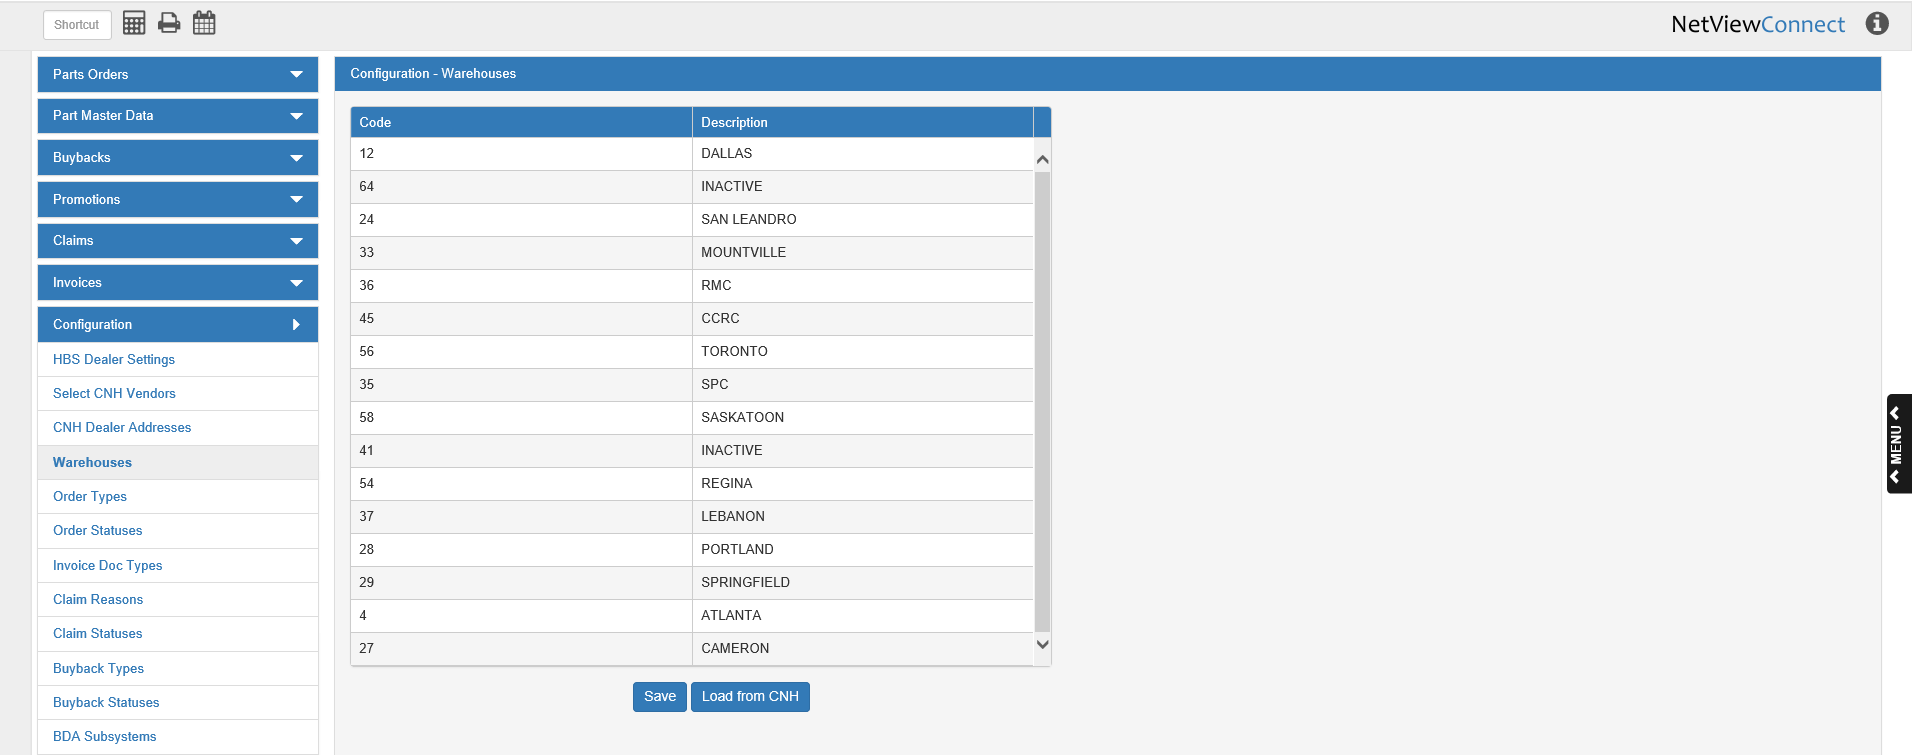 Shortcut
NetViewConnect
Parts Orders
Part Master Data
Buybacks
Promotions
Claims
Invoices
Configuration
HBS Dealer Settings
Select CNH Vendors
CNH Dealer Addresses
Warehouses
Order Types
Order Statuses
Invoice Doc Types
Claim Reasons
Claim Statuses
Buyback Types
Buyback Statuses
BDA Subsystems
Configuration - Warehouses
Code Description
12 DALLAS
64 INACTIVE
24 SAN LEANDRO
33 MOUNTVILLE
36 RMC
45 CCRC
56 TORONTO
35 SPC
58 SASKATOON
41 INACTIVE
54 REGINA
37 LEBANON
28 PORTLAND
29 SPRINGFIELD
4 ATLANTA
27 CAMERON
Save Load from CNH
MENU